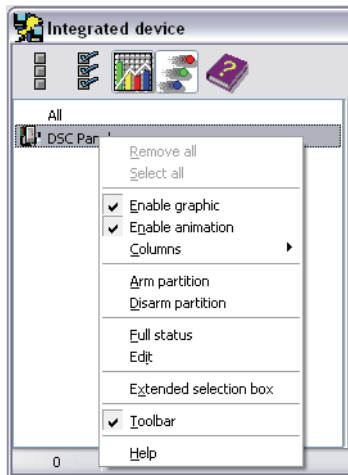 Integrated device
All
DSC Pan
Remove all
Select all
Enable graphic
Enable animation
Columns
Arm partition
Disarm partition
Full status
Edit
Extended selection box
Toolbar
Help
0